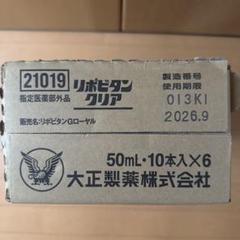 21019
指定医薬部外品
リポビタン
クリア
製造番号
使用期限
013K1
2026.9
販売名:リポビタンGローヤル
50mL・10本入×6
大正製薬株式会社